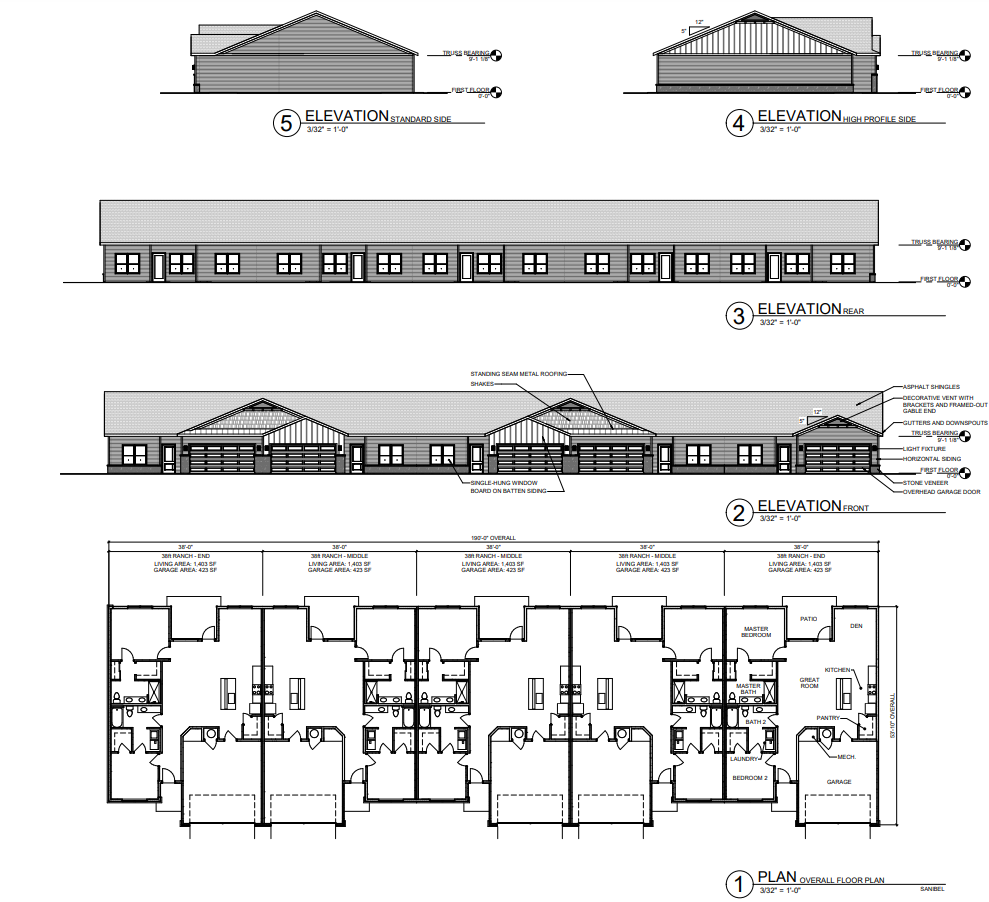 12"
5"
TRUSS BEARING
9'-1 1/8"
FIRST FLOOR
0'-0"
TRUSS BEARING
9'-1 1/8"
FIRST FLOOR
0'-0"
5 ELEVATION STANDARD SIDE
3/32" = 1'-0"
4 ELEVATION HIGH PROFILE SIDE
3/32" = 1'-0"
TRUSS BEARING
9'-1 1/8"
FIRST FLOOR
0'-0"
3 ELEVATION REAR
3/32" = 1'-0"
STANDING SEAM METAL ROOFING
SHAKES
ASPHALT SHINGLES
DECORATIVE VENT WITH
BRACKETS AND FRAMED-OUT
GABLE END
12"
5"
GUTTERS AND DOWNSPOUTS
TRUSS BEARING
9'-1 1/8"
LIGHT FIXTURE
HORIZONTAL SIDING
FIRST FLOOR
0'-0"
STONE VENEER
OVERHEAD GARAGE DOOR
SINGLE-HUNG WINDOW
BOARD ON BATTEN SIDING
2 ELEVATION FRONT
3/32" = 1'-0"
190'-0" OVERALL
38'-0"
38'-0"
38'-0"
38'-0"
38'-0"
38ft RANCH - END
LIVING AREA: 1,403 SF
GARAGE AREA: 423 SF
38ft RANCH - MIDDLE
LIVING AREA: 1,403 SF
GARAGE AREA: 423 SF
38ft RANCH - MIDDLE
LIVING AREA: 1,403 SF
GARAGE AREA: 423 SF
38ft RANCH - MIDDLE
LIVING AREA: 1,403 SF
GARAGE AREA: 423 SF
38ft RANCH - END
LIVING AREA: 1,403 SF
GARAGE AREA: 423 SF
PATIO
DEN
MASTER
BEDROOM
KITCHEN
GREAT
ROOM
MASTER
BATH
PANTRY
BATH 2
53'-10" OVERALL
LAUNDRY
MECH.
BEDROOM 2
GARAGE
1 PLAN OVERALL FLOOR PLAN
3/32" = 1'-0"
SANIBEL